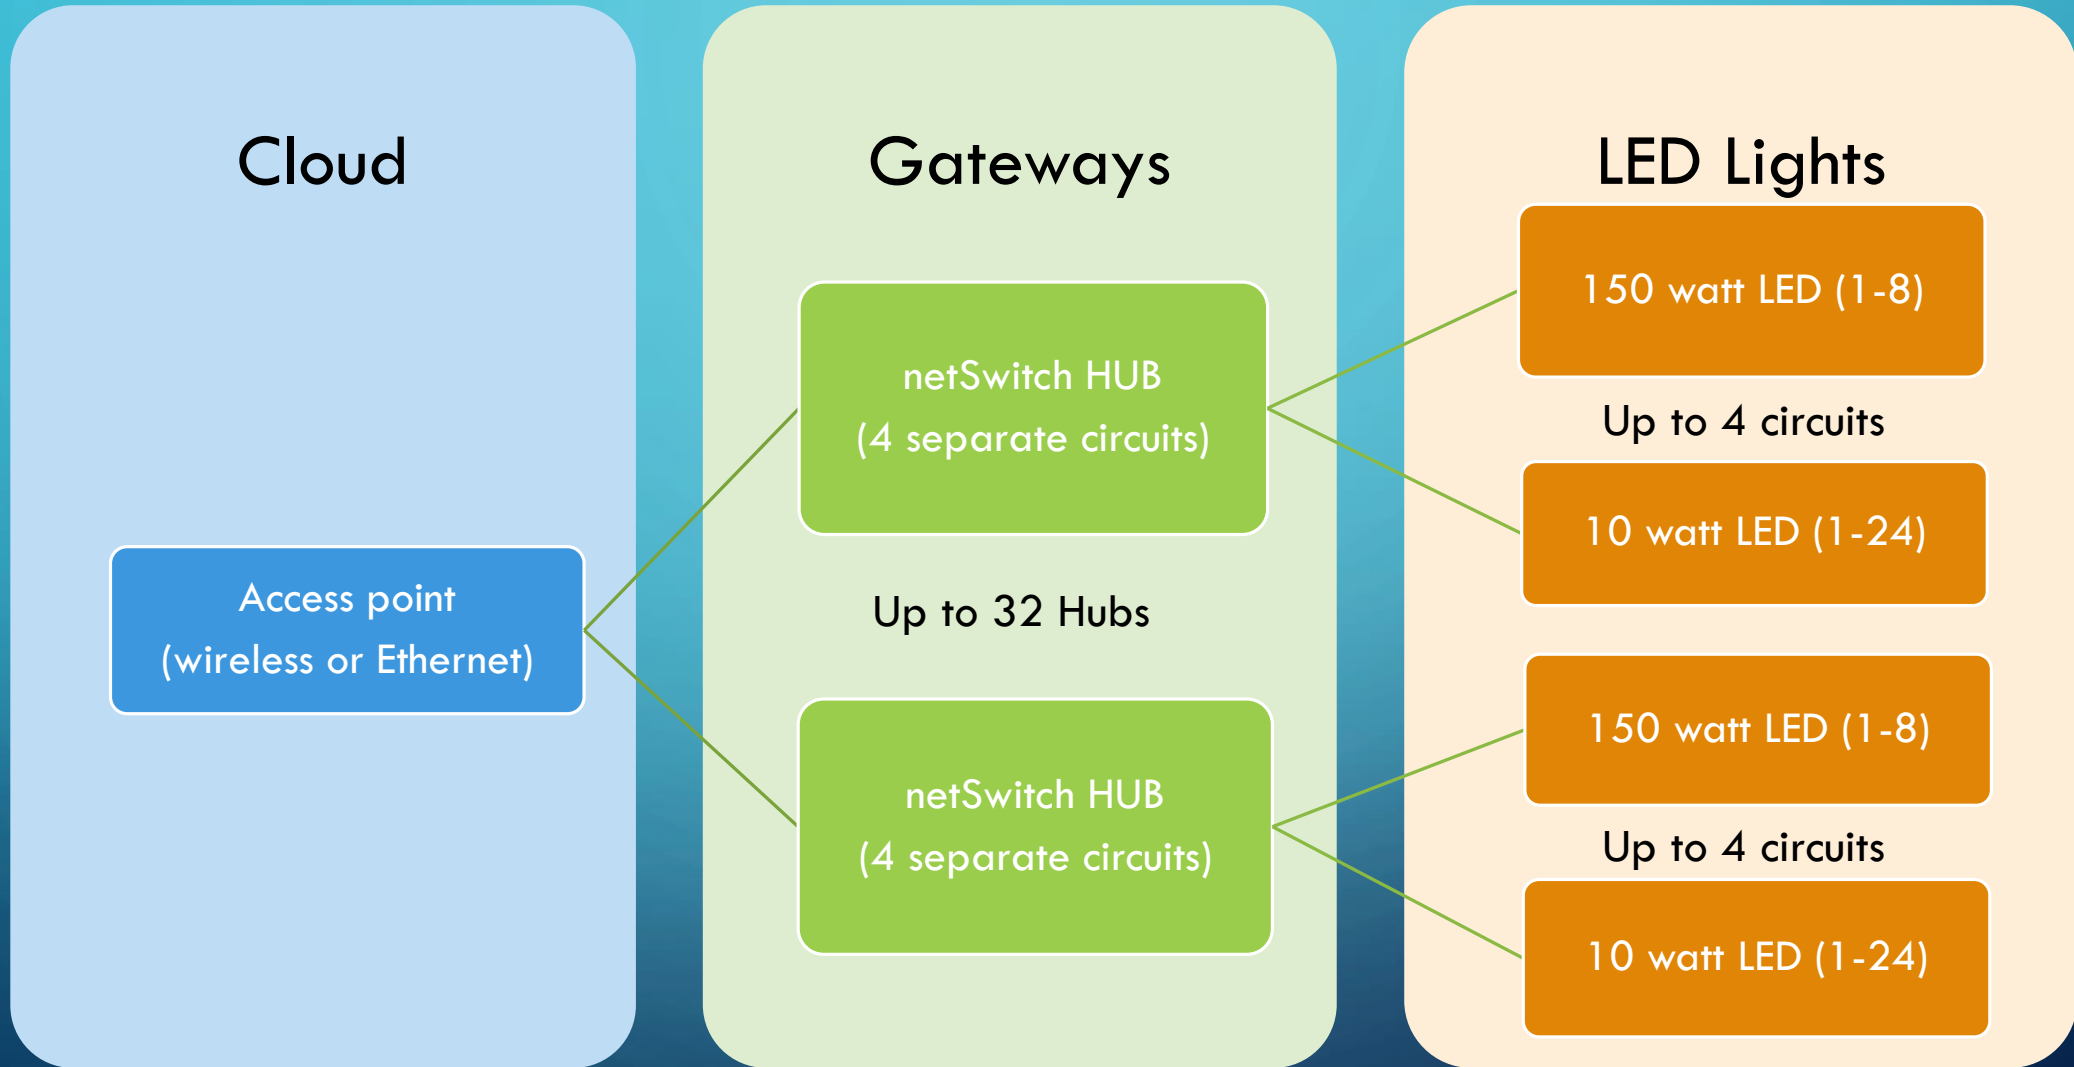 Cloud
Access point
(wireless or Ethernet)
Gateways
netSwitch HUB
(4 separate circuits)
Up to 32 Hubs
netSwitch HUB
(4 separate circuits)
LED Lights
150 watt LED (1-8)
Up to 4 circuits
10 watt LED (1-24)
150 watt LED (1-8)
Up to 4 circuits
10 watt LED (1-24)